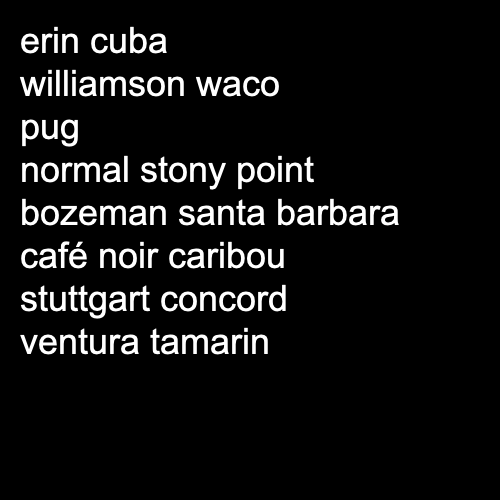 erin cuba
williamson waco
pug
normal stony point
bozeman santa barbara
café noir caribou
stuttgart concord
ventura tamarin